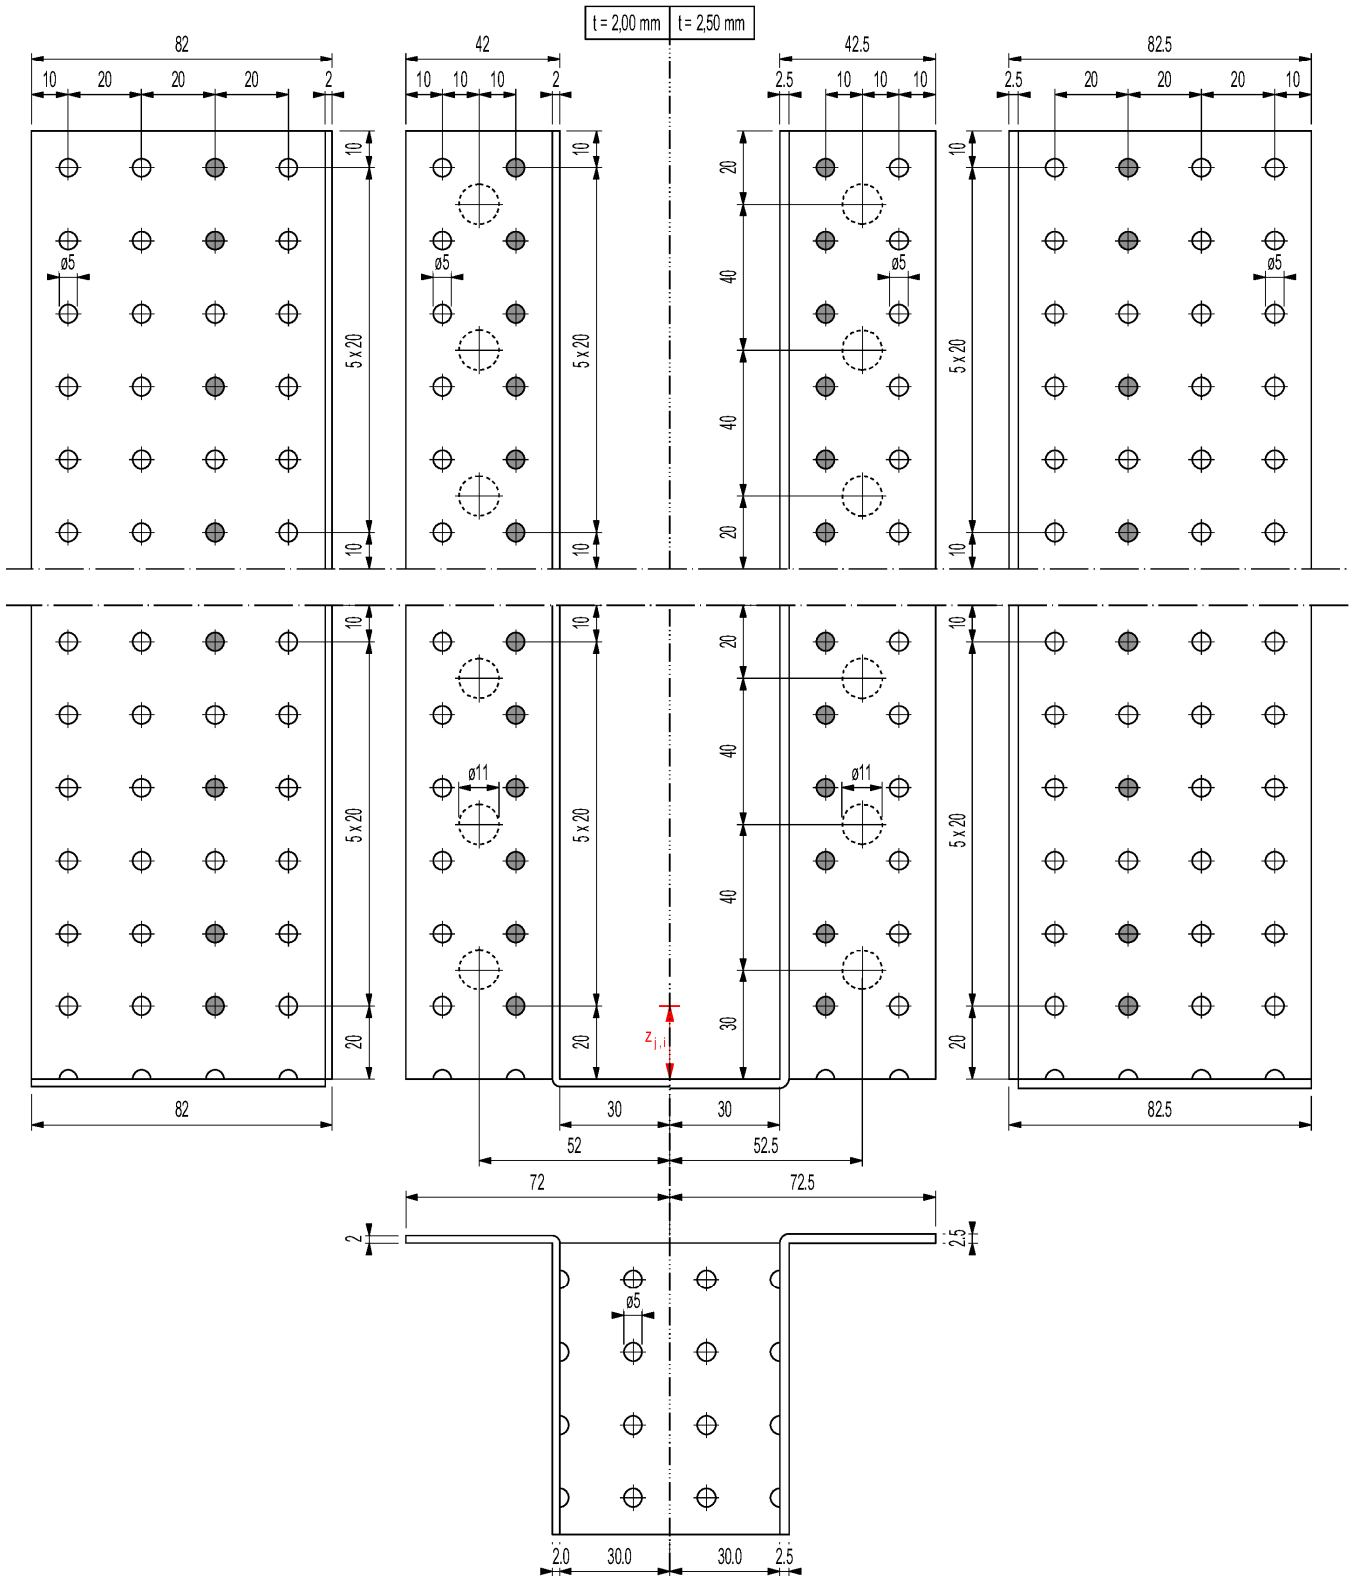 t = 2,00 mm t = 2,50 mm
82 42 42.5 82.5
10 20 20 20 2 10 10 10 2 2.5 10 10 10 2.5 20 20 20 10
10 10 20 10
ø5 ø5 40 ø5 ø5
5 x 20 5 x 20 5 x 20
40
10 10 20 10
10 10 20 10
40
ø11 ø11
5 x 20 5 x 20 5 x 20
40
20 20 z j,i 30 20
82 30 30 82.5
52 52.5
72 72.5
2 2.5
ø5
2.0 30.0 30.0 2.5